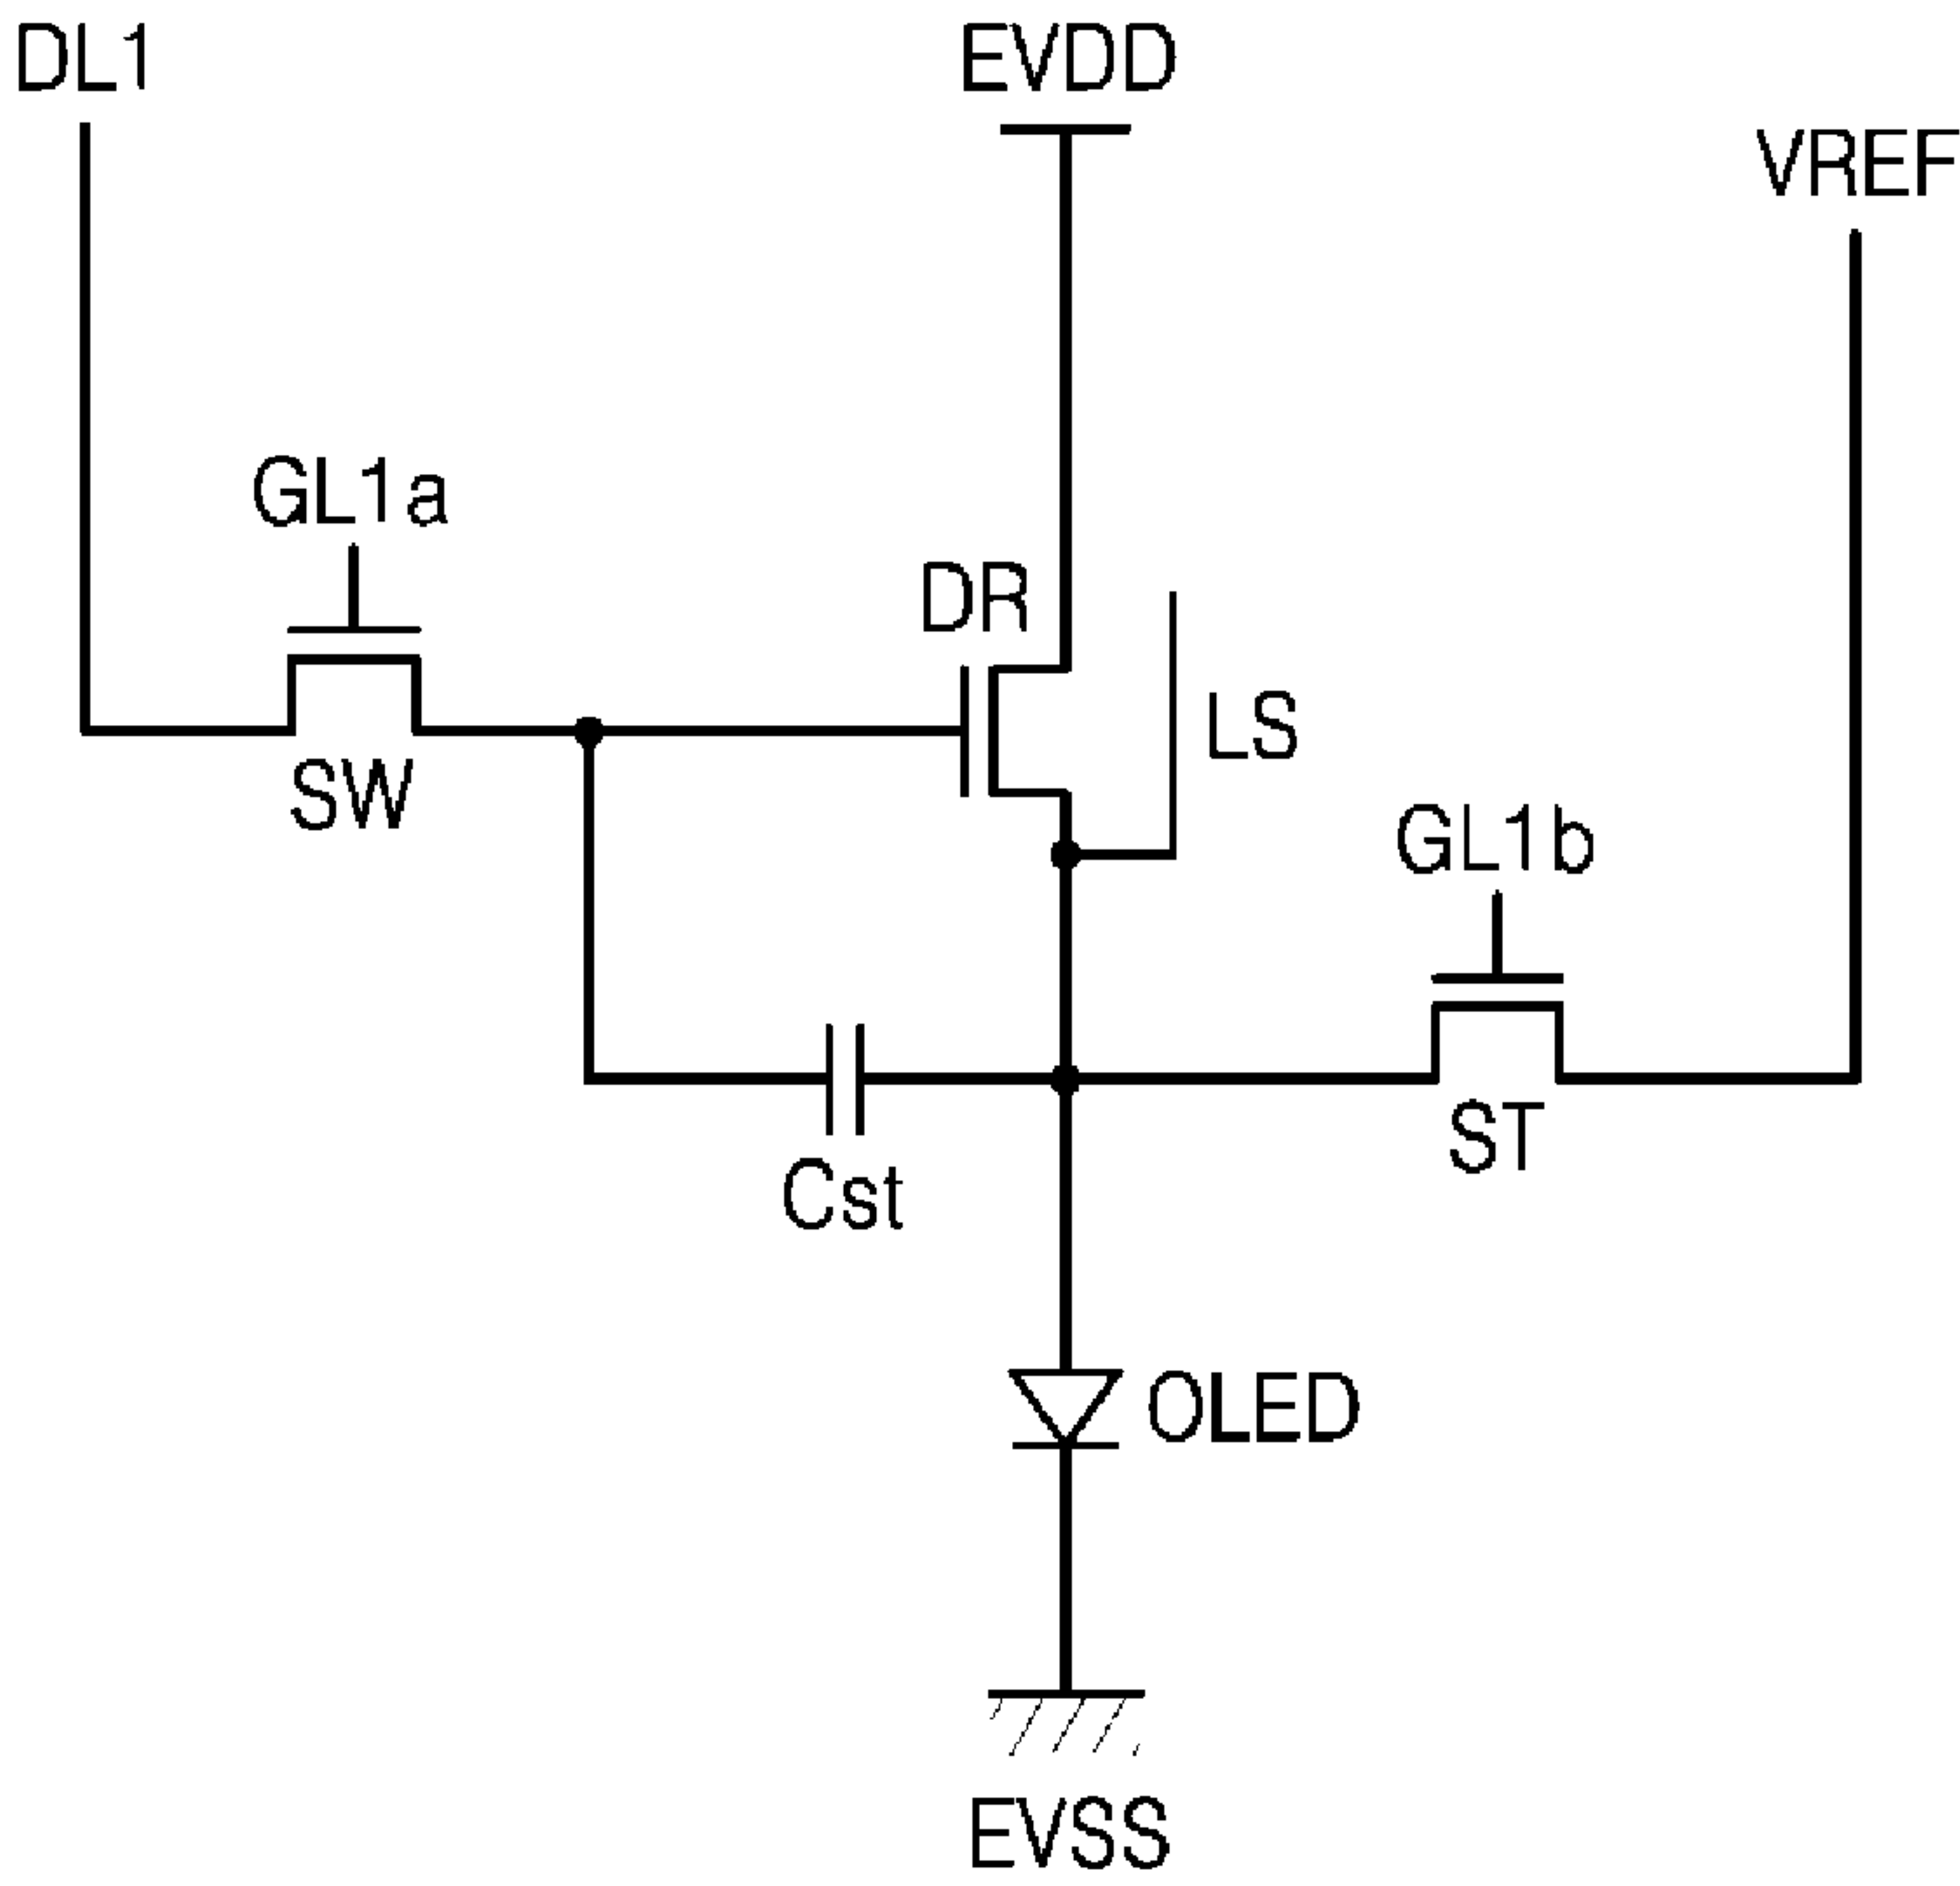 DL1
EVDD
VREF
GL1a
DR
LS
SW
GL1b
ST
Cst
OLED
EVSS